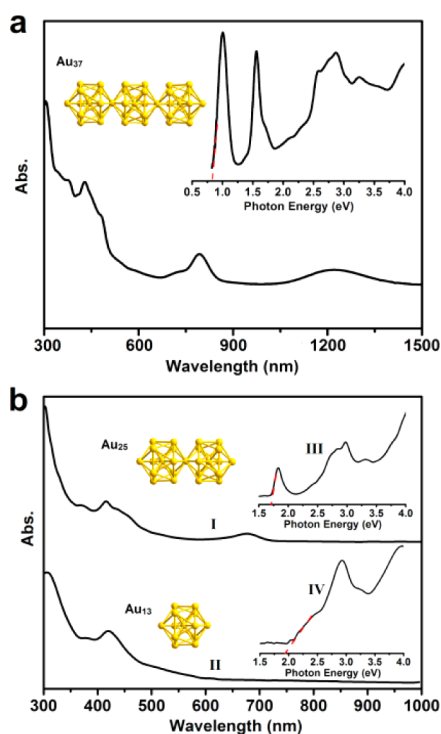 a
Au37
Abs.
0.5 1.0 1.5 2.0 2.5 3.0 3.5 4.0
Photon Energy (eV)
300 600 900 1200 1500
Wavelength (nm)
b
Au25
III
I
1.5 2.0 2.5 3.0 3.5 4.0
Photon Energy (eV)
Abs.
Au13
IV
II
1.5 2.0 2.5 3.0 3.5 4.0
Photon Energy (eV)
300 400 500 600 700 800 900 1000
Wavelength (nm)